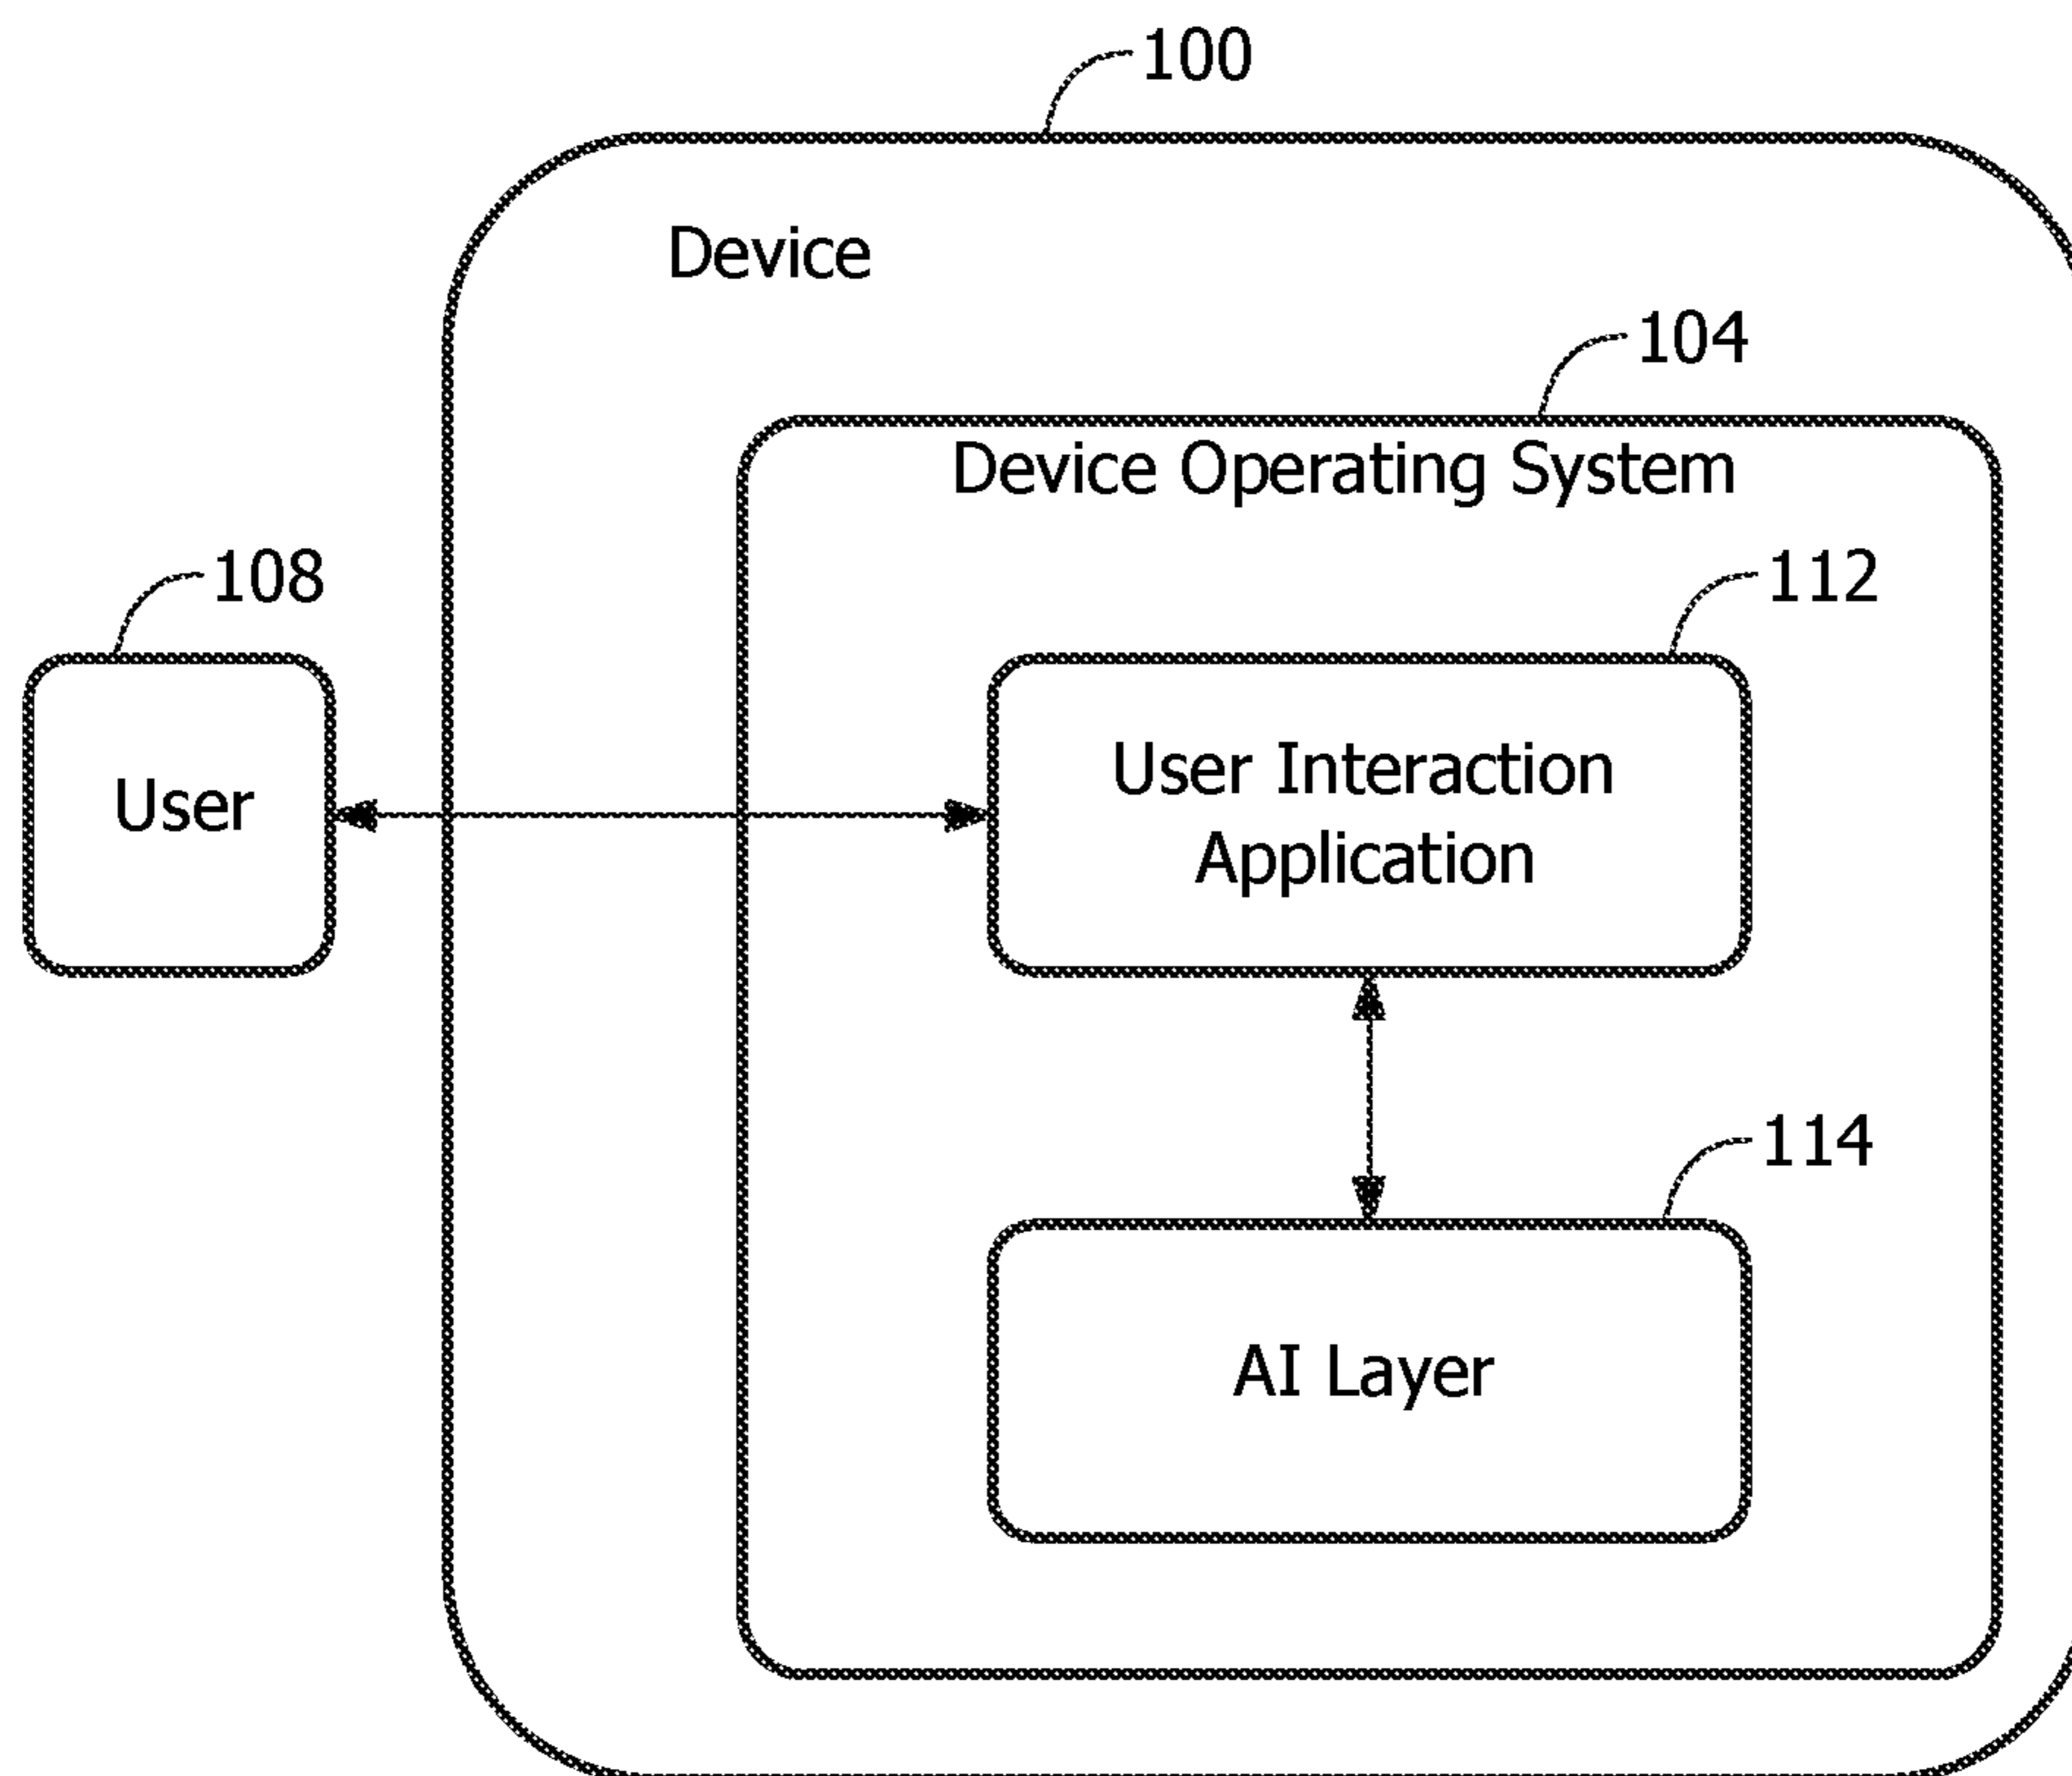 100
Device
104
Device Operating System
108
112
User
User Interaction
Application
114
AI Layer